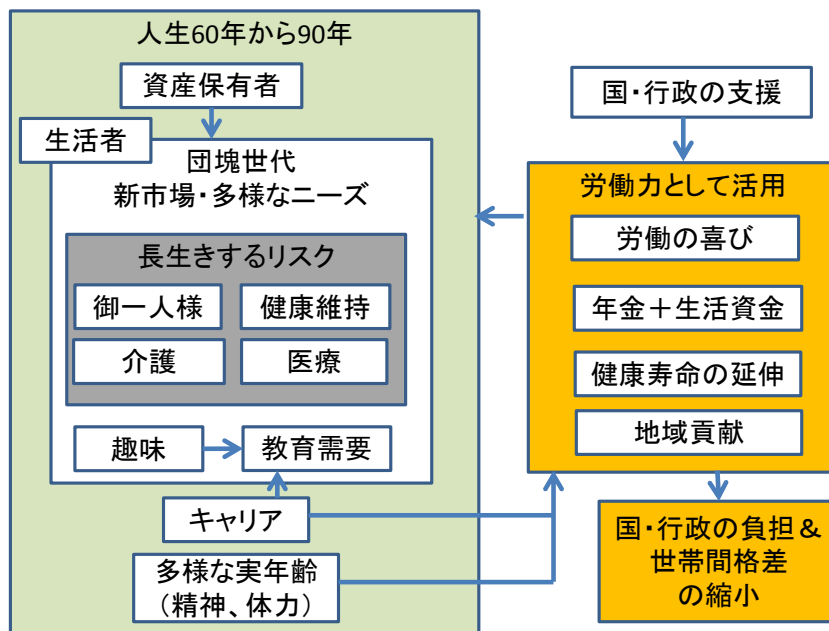 人生60年から90年
資産保有者
生活者
団塊世代
新市場・多様なニーズ
長生きするリスク
御一人様
健康維持
介護
医療
趣味
教育需要
キャリア
多様な実年齢
（精神、体力）
国・行政の支援
労働力として活用
労働の喜び
年金＋生活資金
健康寿命の延伸
地域貢献
国・行政の負担＆
世帯間格差
の縮小